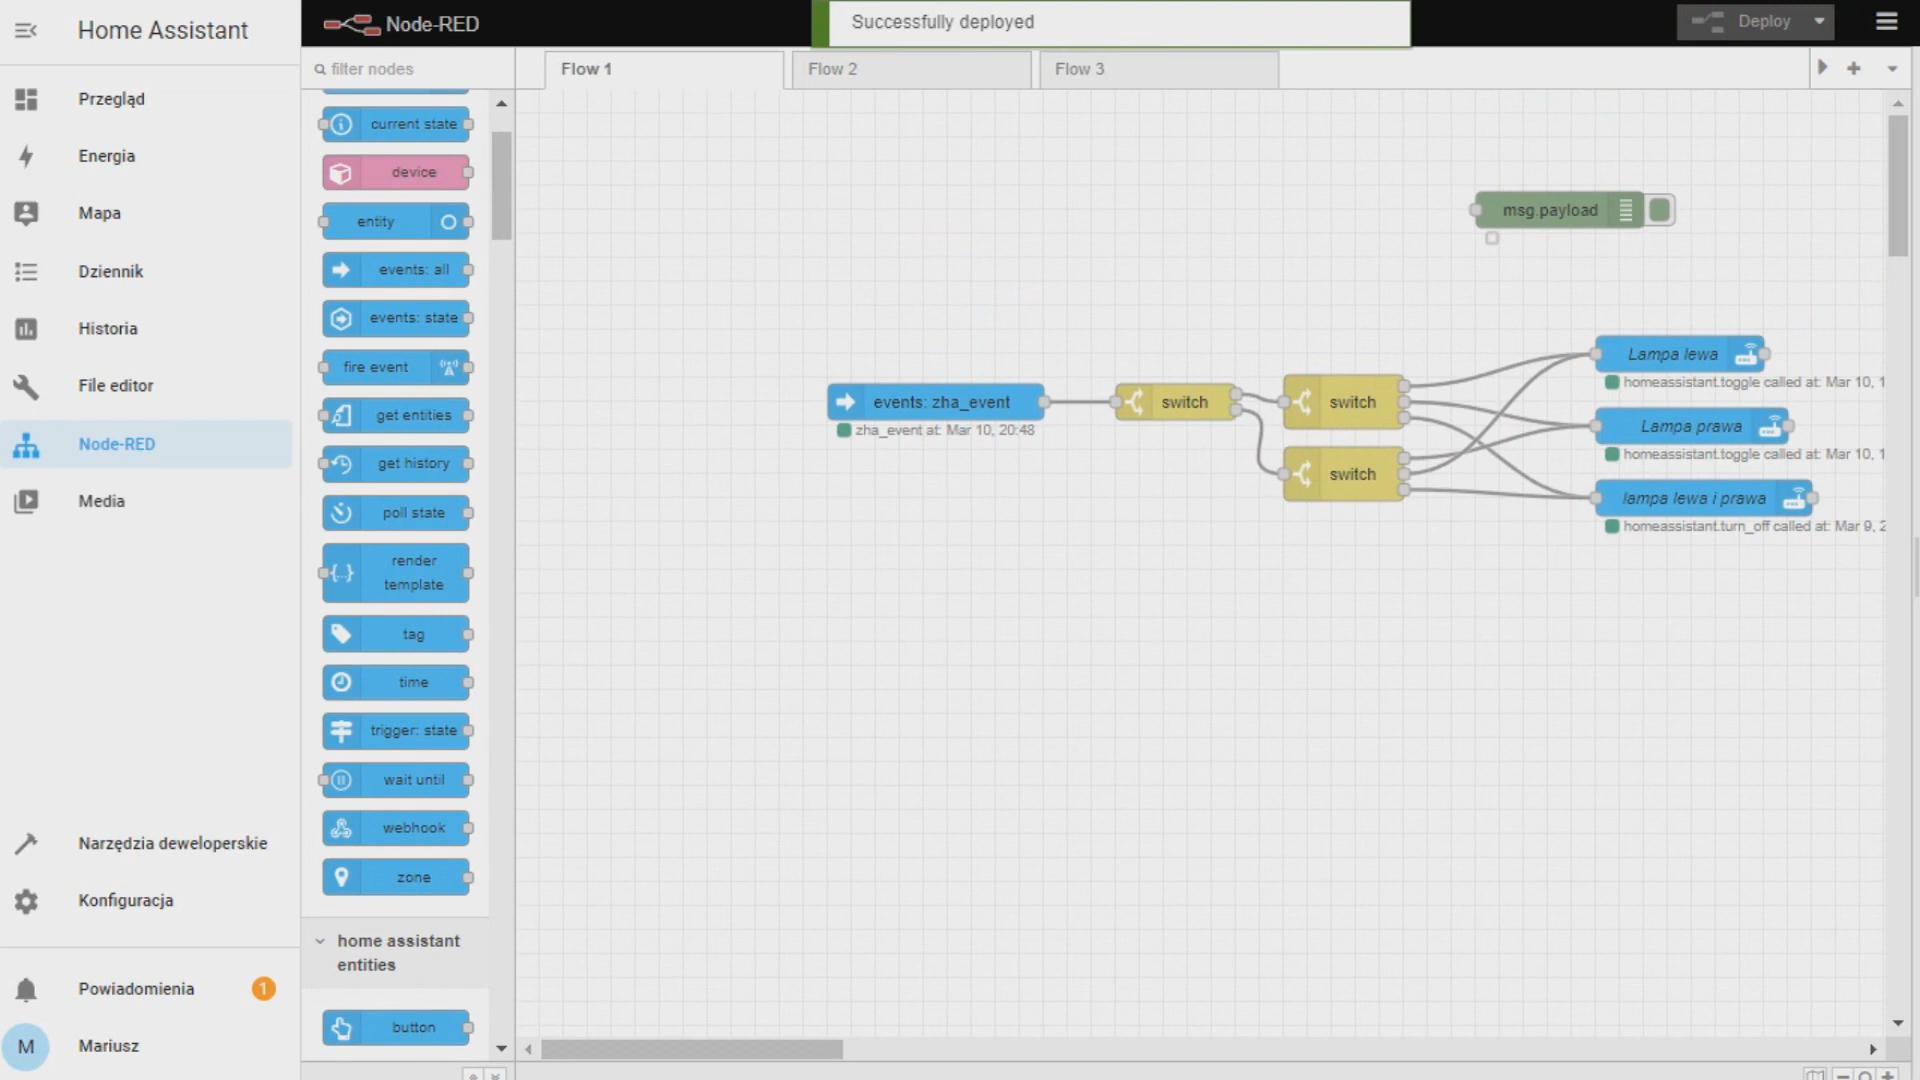 Home Assistant
Przegląd
Energia
Mapa
Dziennik
Historia
File editor
Node-RED
Media
Narzędzia deweloperskie
Konfiguracja
Powiadomienia
1
M
Mariusz
Node-RED
Successfully deployed
Deploy
filter nodes
Flow 1
Flow 2
Flow 3
current state
device
entity
events: all
events: state
fire event
get entities
get history
poll state
render
template
tag
time
trigger: state
wait until
webhook
zone
home assistant
entities
button
msg.payload
events: zha_event
zha_event at: Mar 10, 20:48
switch
switch
switch
Lampa lewa
homeassistant.toggle called at: Mar 10, 1
Lampa prawa
homeassistant.toggle called at: Mar 10, 1
lampa lewa i prawa
homeassistant.turn_off called at: Mar 9, 2